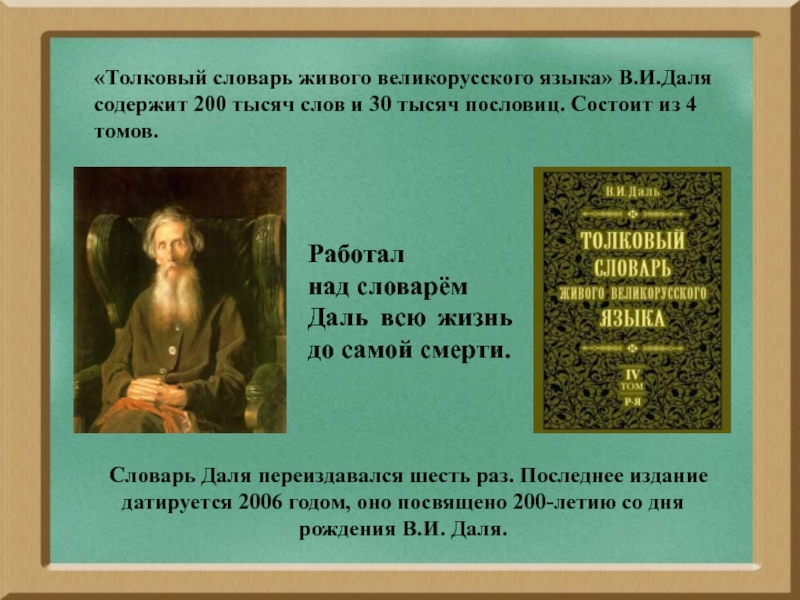 «Толковый словарь живого великорусского языка» В.И.Даля
содержит 200 тысяч слов и 30 тысяч пословиц. Состоит из 4
томов.
Работал
над словарём
Даль всю жизнь
до самой смерти.
В.И.Даль
ТОЛКОВЫЙ
СЛОВАРЬ
ЖИВОГО ВЕЛИКОРУССКОГО
ЯЗЫКА
IV
ТОМ
Р-Я
Словарь Даля переиздавался шесть раз. Последнее издание
датируется 2006 годом, оно посвящено 200-летию со дня
рождения В.И. Даля.